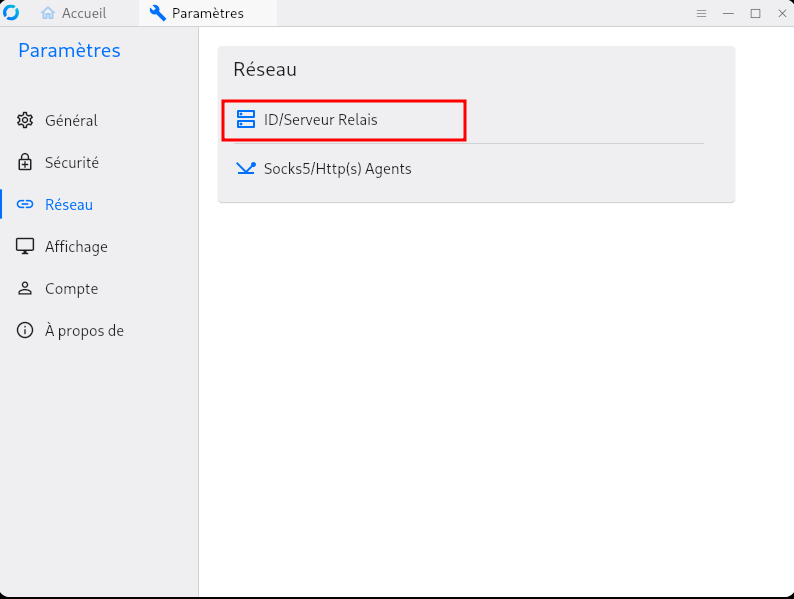 Accueil
Paramètres
Paramètres
Général
Sécurité
Réseau
Affichage
Compte
À propos de
Réseau
ID/Serveur Relais
Socks5/Http(s) Agents